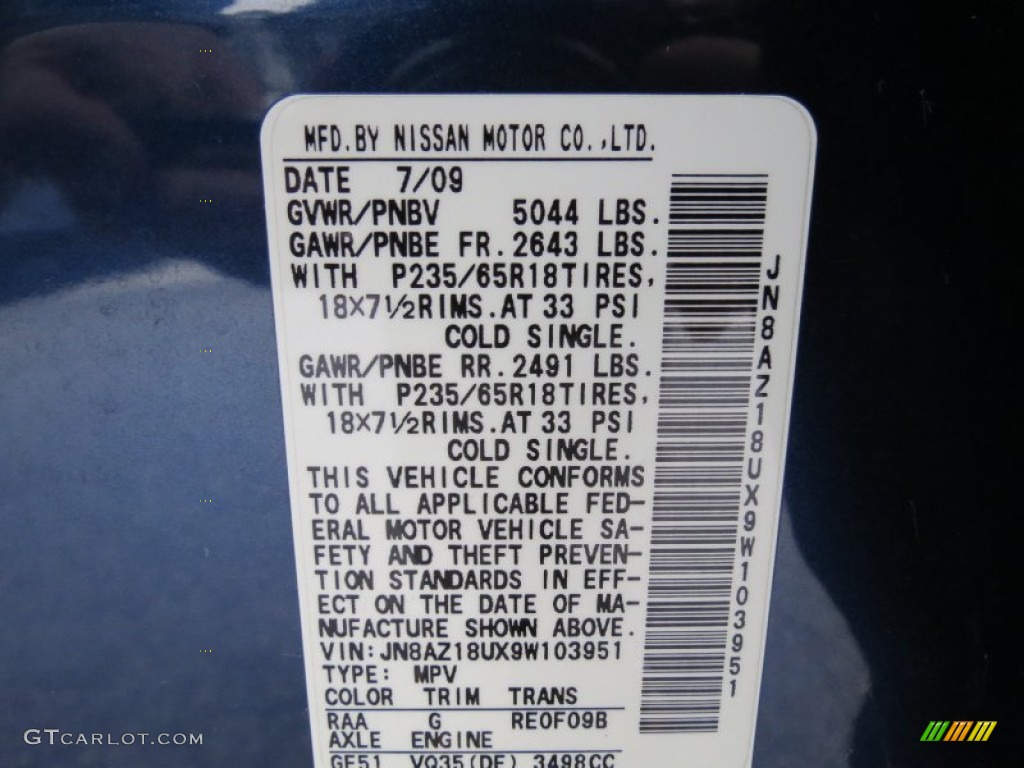 MFD.BY NISSAN MOTOR CO.,LTD.
DATE 7/09
GVWR/PNBV 5044 LBS.
GAWR/PNBE FR.2643 LBS.
WITH P235/65R18TIRES,
18×7½RIMS.AT 33 PSI
COLD SINGLE.
GAWR/PNBE RR.2491 LBS.
WITH P235/65R18TIRES,
18×7½RIMS.AT 33 PSI
COLD SINGLE.
THIS VEHICLE CONFORMS
TO ALL APPLICABLE FED-
ERAL MOTOR VEHICLE SA-
FETY AND THEFT PREVEN-
TION STANDARDS IN EFF-
ECT ON THE DATE OF MA-
NUFACTURE SHOWN ABOVE.
VIN:JN8AZ18UX9W103951
TYPE: MPV
COLOR TRIM TRANS
RAA G RE0F09B
AXLE ENGINE
GF51 VQ35(DE) 3498CC
JN8AZ18UX9W103951
GTCARLOT.COM